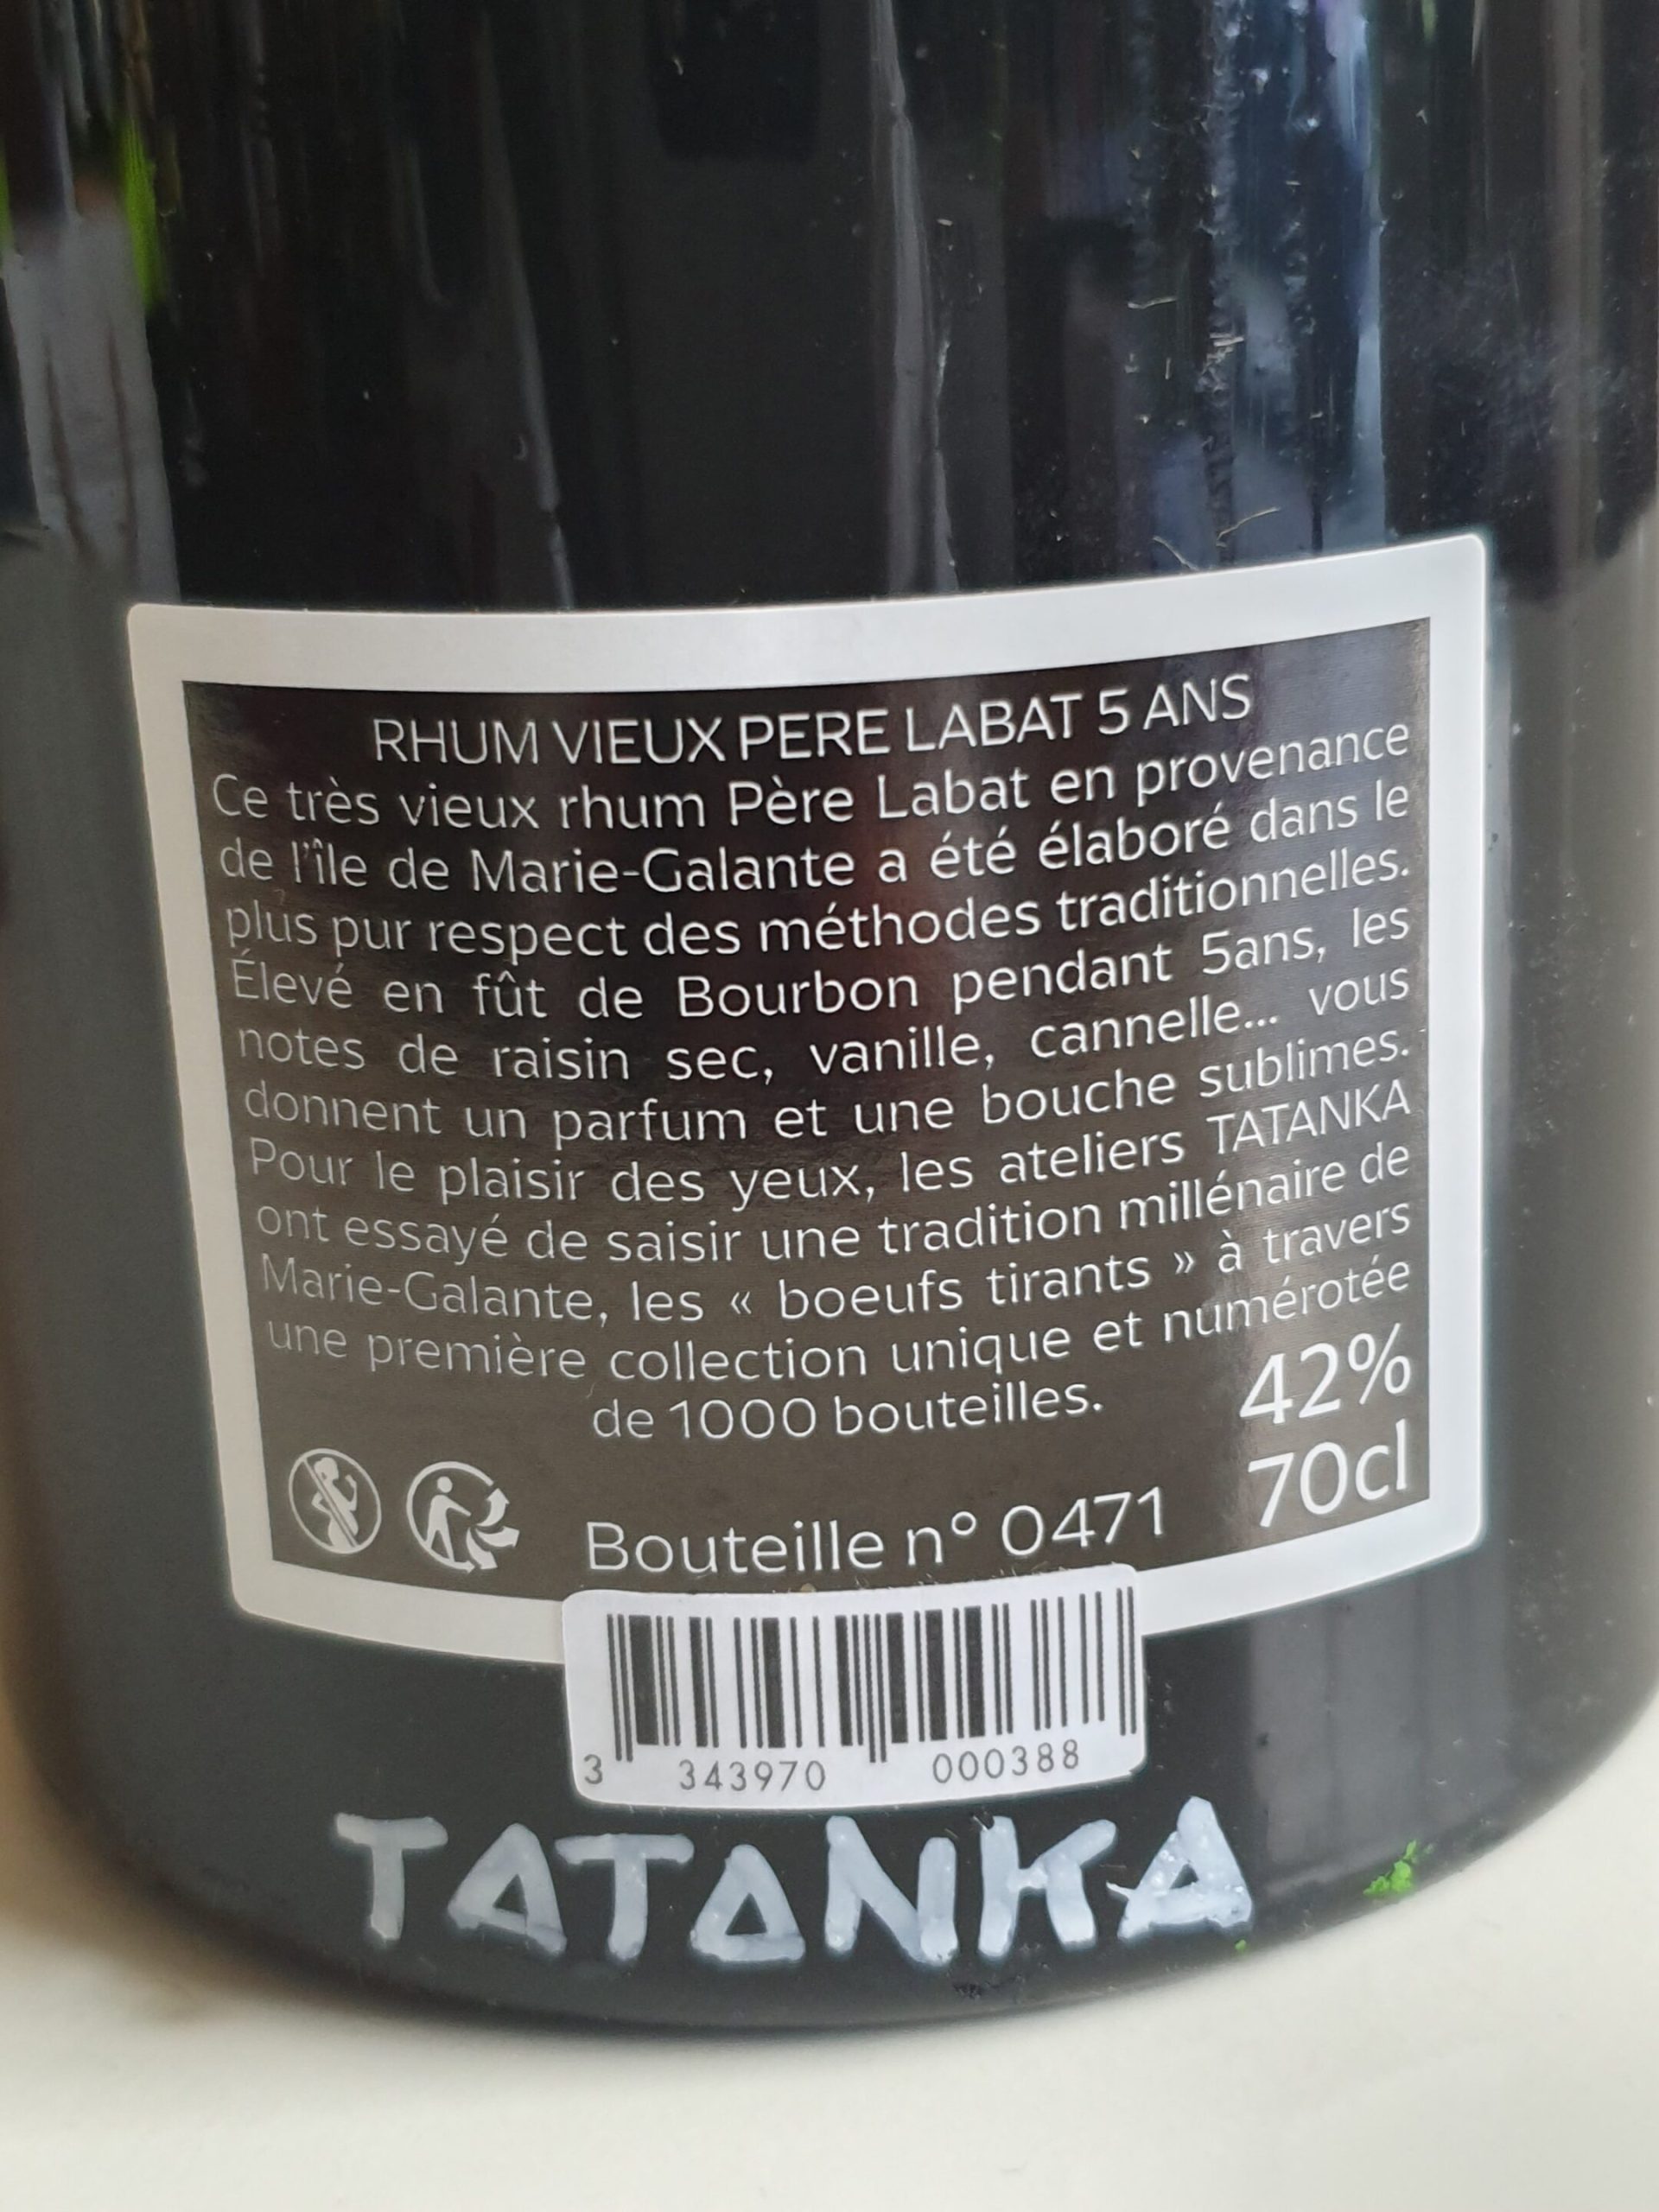 RHUM VIEUX PERE LABAT 5 ANS
Ce très vieux rhum Père Labat en provenance
de l'île de Marie-Galante a été élaboré dans le
plus pur respect des méthodes traditionnelles.
Élevé en fût de Bourbon pendant 5ans, les
notes de raisin sec, vanille, cannelle... vous
donnent un parfum et une bouche sublimes.
Pour le plaisir des yeux, les ateliers TATANKA
ont essayé de saisir une tradition millénaire de
Marie-Galante, les « boeufs tirants » à travers
une première collection unique et numérotée
de 1000 bouteilles.
42%
70cl
Bouteille n° 0471
3 343970 000388
TATANKA